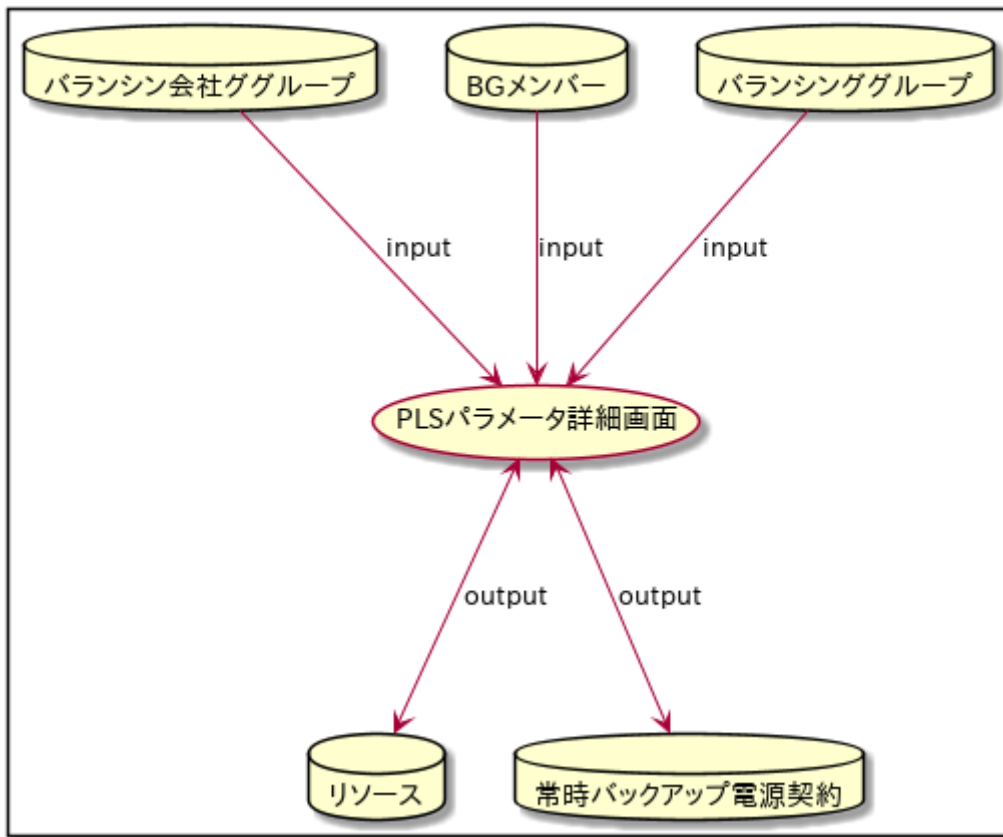 バランシン会社ググループ
BGメンバー
バランシンググループ
input
input
input
PLSパラメータ詳細画面
output
output
リソース
常時バックアップ電源契約